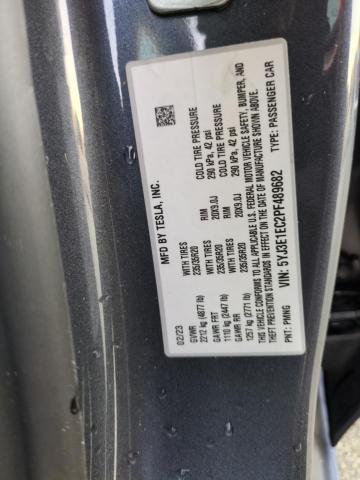 MFD BY TESLA, INC.
02/23
GVWR WITH TIRES RIM COLD TIRE PRESSURE
2212 kg (4877 lb) 235/35R20 20X9.0J 290 kPa, 42 psi
GAWR FRT WITH TIRES RIM COLD TIRE PRESSURE
1110 kg (2447 lb) 235/35R20 20X9.0J 290 kPa, 42 psi
GAWR RR WITH TIRES RIM COLD TIRE PRESSURE
1257 kg (2771 lb) 235/35R20 20X9.0J 290 kPa, 42 psi
THIS VEHICLE CONFORMS TO ALL APPLICABLE U.S. FEDERAL MOTOR VEHICLE SAFETY, BUMPER, AND
THEFT PREVENTION STANDARDS IN EFFECT ON THE DATE OF MANUFACTURE SHOWN ABOVE.
VIN: 5YJ3E1EC2PF489682
PNT: PMNG TYPE: PASSENGER CAR